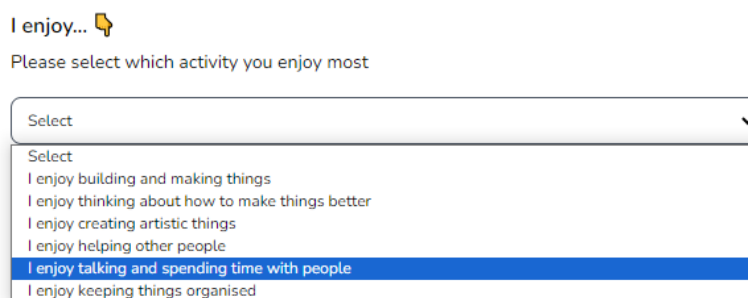 I enjoy... 👇
Please select which activity you enjoy most
Select
Select
I enjoy building and making things
I enjoy thinking about how to make things better
I enjoy creating artistic things
I enjoy helping other people
I enjoy talking and spending time with people
I enjoy keeping things organised